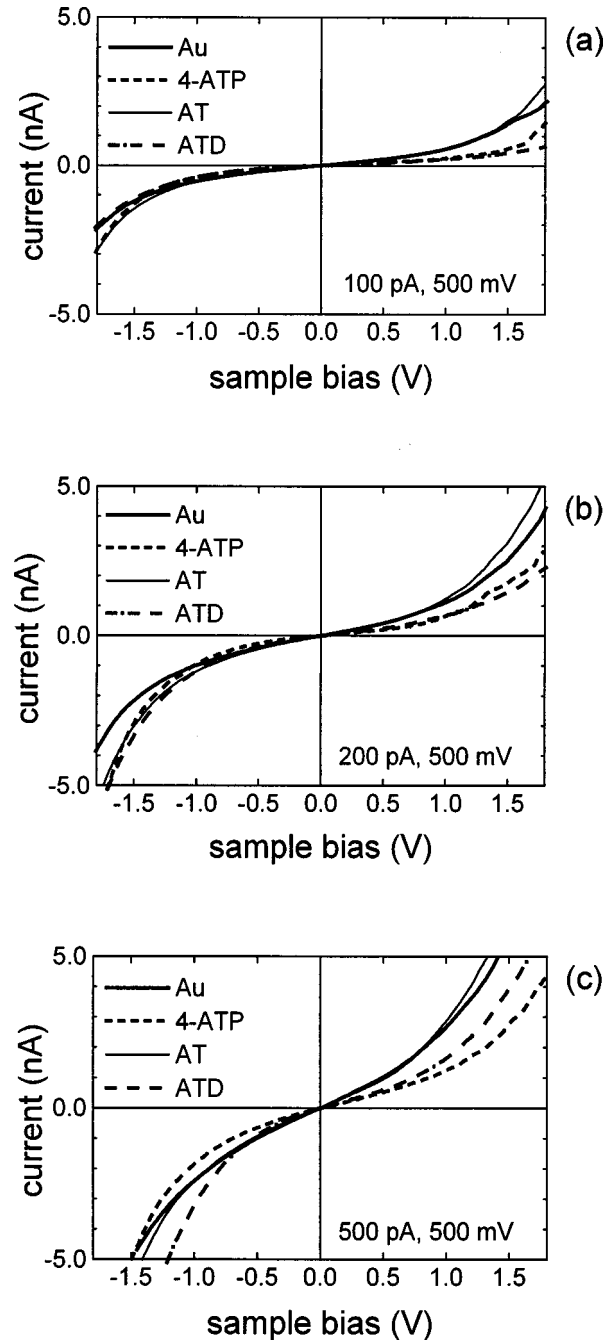 5.0
(a)
Au
4-ATP
AT
ATD
0.0
current (nA)
100 pA, 500 mV
-5.0
-1.5 -1.0 -0.5 0.0 0.5 1.0 1.5
sample bias (V)
5.0
(b)
Au
4-ATP
AT
ATD
0.0
current (nA)
200 pA, 500 mV
-5.0
-1.5 -1.0 -0.5 0.0 0.5 1.0 1.5
sample bias (V)
5.0
(c)
Au
4-ATP
AT
ATD
0.0
current (nA)
500 pA, 500 mV
-5.0
-1.5 -1.0 -0.5 0.0 0.5 1.0 1.5
sample bias (V)